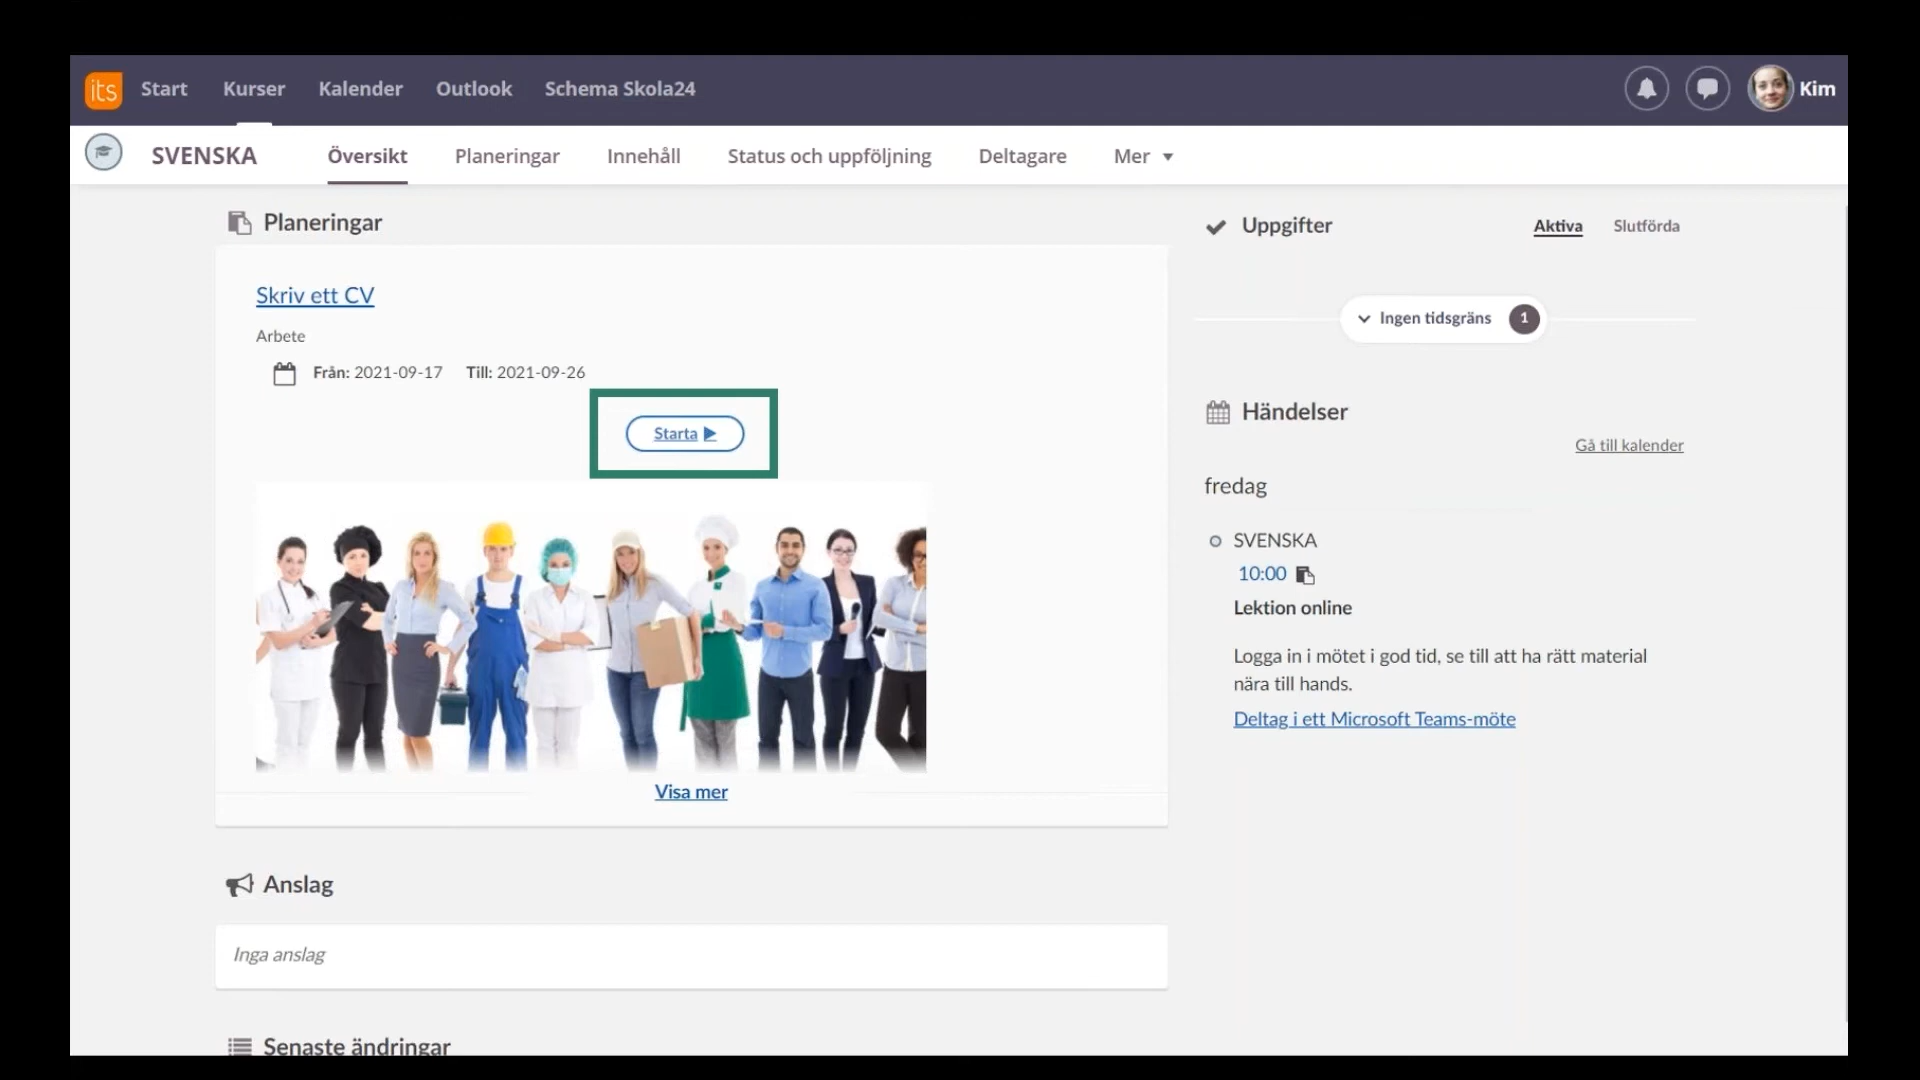 its Start Kurser Kalender Outlook Schema Skola24 Kim
SVENSKA Översikt Planeringar Innehåll Status och uppföljning Deltagare Mer
Planeringar
Skriv ett CV
Arbete
Från: 2021-09-17 Till: 2021-09-26
Starta
Visa mer
Anslag
Inga anslag
Senaste ändringar
Uppgifter Aktiva Slutförda
Ingen tidsgräns 1
Händelser
Gå till kalender
fredag
SVENSKA
10:00
Lektion online
Logga in i mötet i god tid, se till att ha rätt material
nära till hands.
Deltag i ett Microsoft Teams-möte